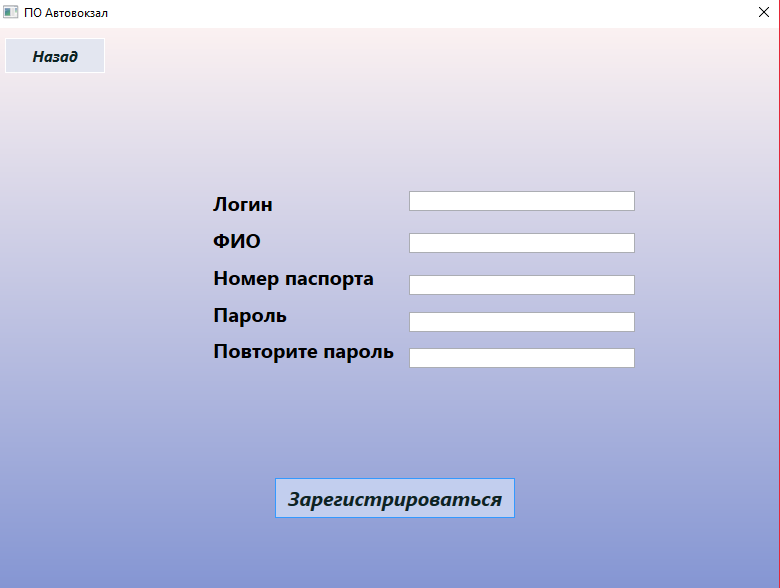 ПО Автовокзал
Назад
Логин
ФИО
Номер паспорта
Пароль
Повторите пароль
Зарегистрироваться